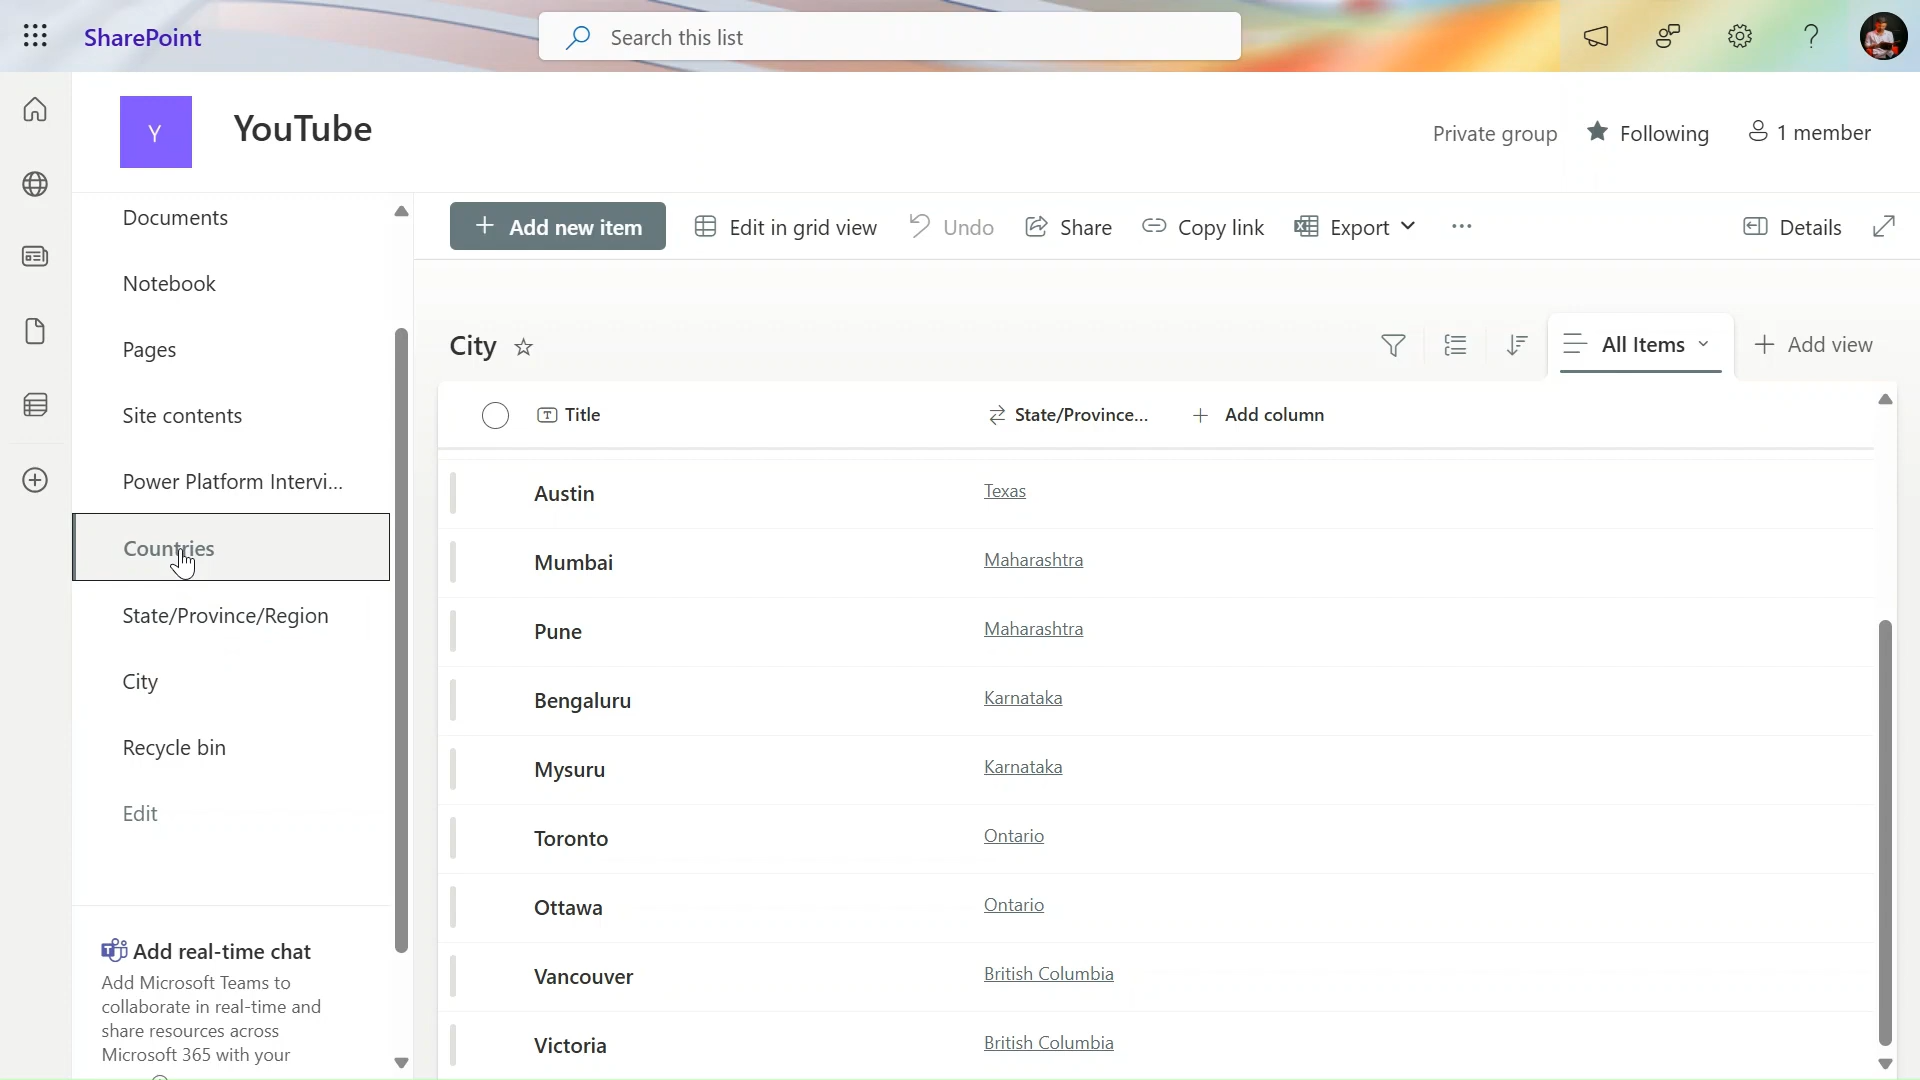 SharePoint
Search this list
Y
YouTube
Private group
Following
1 member
Documents
Notebook
Pages
Site contents
Power Platform Intervi...
Countries
State/Province/Region
City
Recycle bin
Edit
Add real-time chat
Add Microsoft Teams to
collaborate in real-time and
share resources across
Microsoft 365 with your
Add new item
Edit in grid view
Undo
Share
Copy link
Export
Details
City
All Items
Add view
Title
State/Province...
Add column
Austin
Texas
Mumbai
Maharashtra
Pune
Maharashtra
Bengaluru
Karnataka
Mysuru
Karnataka
Toronto
Ontario
Ottawa
Ontario
Vancouver
British Columbia
Victoria
British Columbia